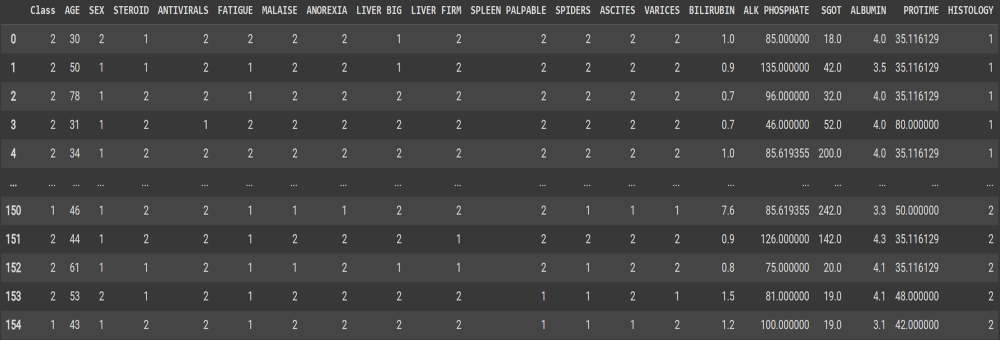 Class AGE SEX STEROID ANTIVIRALS FATIGUE MALAISE ANOREXIA LIVER BIG LIVER FIRM SPLEEN PALPABLE SPIDERS ASCITES VARICES BILIRUBIN ALK PHOSPHATE SGOT ALBUMIN PROTIME HISTOLOGY
0 2 30 2 1 2 2 2 2 1 2 2 2 2 2 1.0 85.000000 18.0 4.0 35.116129 1
1 2 50 1 1 2 1 2 2 1 2 2 2 2 2 0.9 135.000000 42.0 3.5 35.116129 1
2 2 78 1 2 2 1 2 2 2 2 2 2 2 2 0.7 96.000000 32.0 4.0 35.116129 1
3 2 31 1 2 1 2 2 2 2 2 2 2 2 2 0.7 46.000000 52.0 4.0 80.000000 1
4 2 34 1 2 2 2 2 2 2 2 2 2 2 2 1.0 85.619355 200.0 4.0 35.116129 1
... ... ... ... ... ... ... ... ... ... ... ... ... ... ... ... ... ... ... ... ...
150 1 46 1 2 2 1 1 1 2 2 2 1 1 1 7.6 85.619355 242.0 3.3 50.000000 2
151 2 44 1 2 2 1 2 2 2 1 2 2 2 2 0.9 126.000000 142.0 4.3 35.116129 2
152 2 61 1 1 2 1 1 2 1 1 2 1 2 2 0.8 75.000000 20.0 4.1 35.116129 2
153 2 53 2 1 2 1 2 2 2 2 1 1 2 1 1.5 81.000000 19.0 4.1 48.000000 2
154 1 43 1 2 2 1 2 2 2 2 1 1 1 2 1.2 100.000000 19.0 3.1 42.000000 2